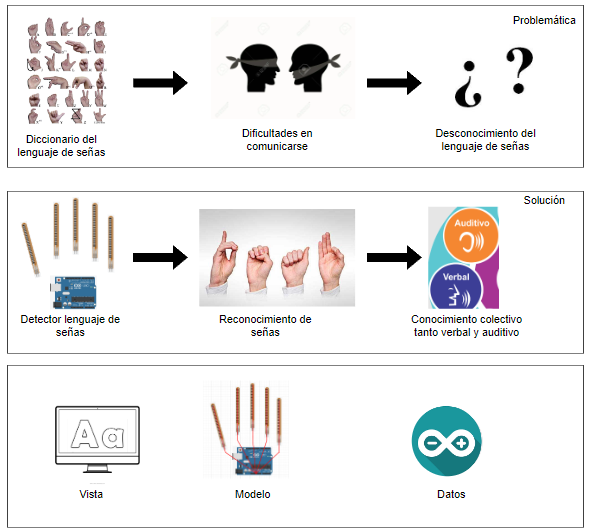 Problemática
Diccionario del
lenguaje de señas
Dificultades en
comunicarse
Desconocimiento del
lenguaje de señas
Solución
Auditivo
Verbal
Detector lenguaje de
señas
Reconocimiento de
señas
Conocimiento colectivo
tanto verbal y auditivo
Aa
Vista
Modelo
Datos